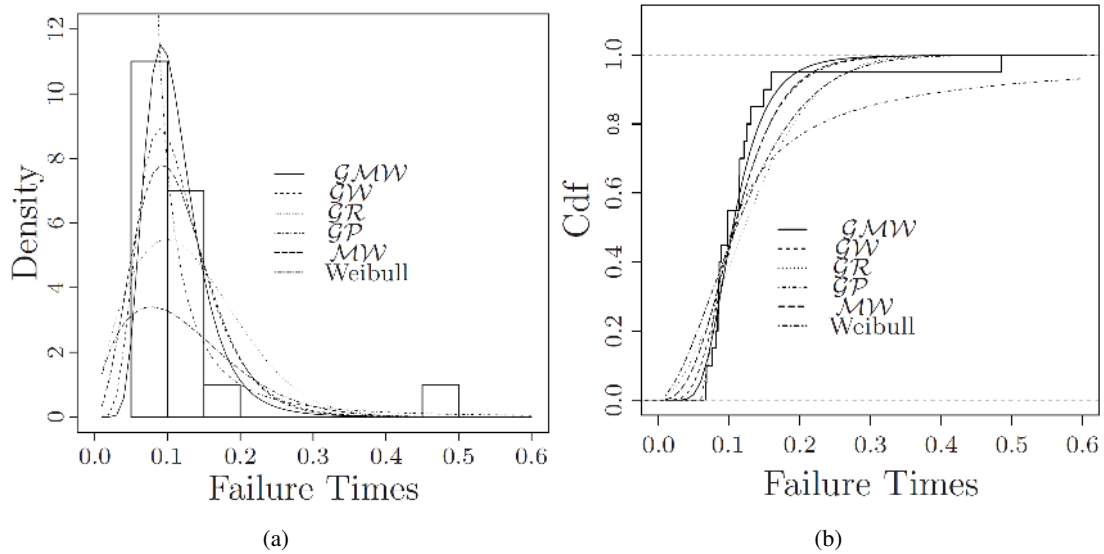 Density
0 2 4 6 8 10 12
GMW
GW
GR
GP
MW
Weibull
0.0 0.1 0.2 0.3 0.4 0.5 0.6
Failure Times
(a)
Cdf
0.0 0.2 0.4 0.6 0.8 1.0
GMW
GW
GR
GP
MW
Weibull
0.0 0.1 0.2 0.3 0.4 0.5 0.6
Failure Times
(b)